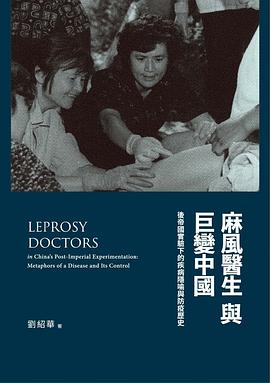 麻風醫生與
巨變中國
後帝國實驗下的疾病隱喻與防疫歷史
LEPROSY
DOCTORS
in China's Post-Imperial Experimentation:
Metaphors of a Disease and Its Control
劉紹華 著